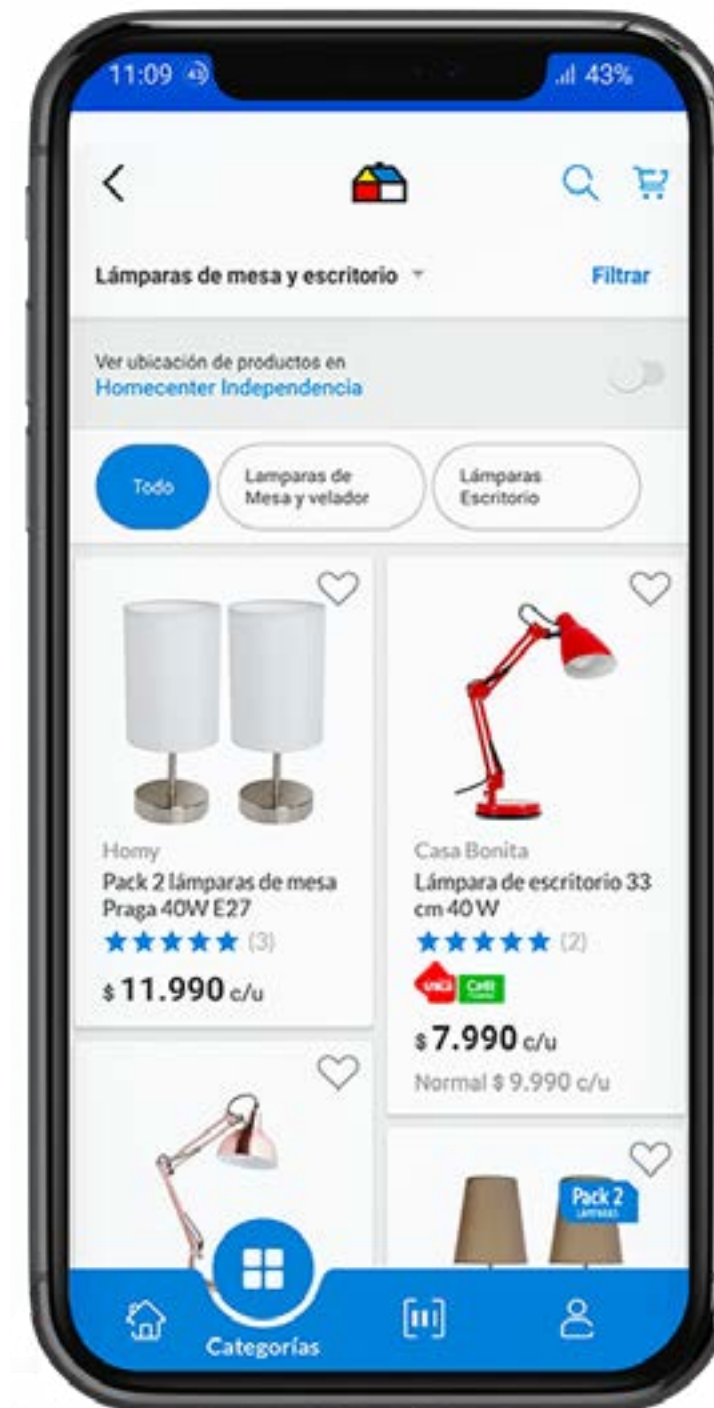 11:09
43%
Lámparas de mesa y escritorio
Filtrar
Ver ubicación de productos en
Homecenter Independencia
Todo
Lamparas de
Mesa y velador
Lámparas
Escritorio
Homy
Pack 2 lámparas de mesa
Praga 40W E27
(3)
$ 11.990 c/u
Casa Bonita
Lámpara de escritorio 33
cm 40 W
(2)
CMR
$ 7.990 c/u
Normal $ 9.990 c/u
Pack 2
LÁMPARAS
Categorías